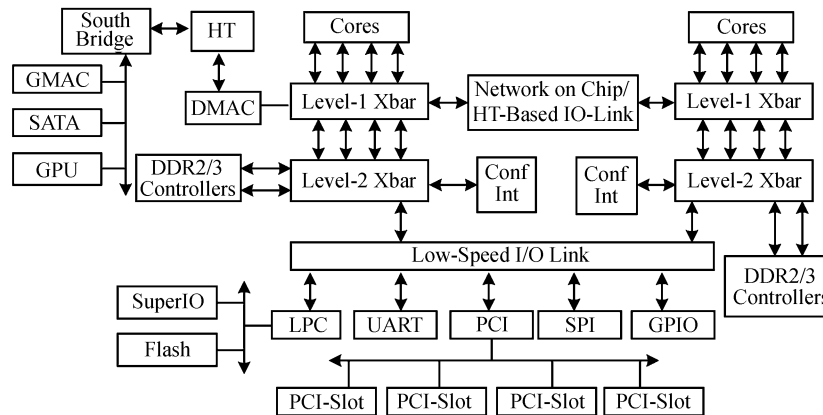 South
Bridge
HT
Cores
Cores
GMAC
DMAC
Level-1 Xbar
Network on Chip/
HT-Based IO-Link
Level-1 Xbar
SATA
GPU
DDR2/3
Controllers
Level-2 Xbar
Conf
Int
Conf
Int
Level-2 Xbar
Low-Speed I/O Link
DDR2/3
Controllers
SuperIO
Flash
LPC
UART
PCI
SPI
GPIO
PCI-Slot
PCI-Slot
PCI-Slot
PCI-Slot